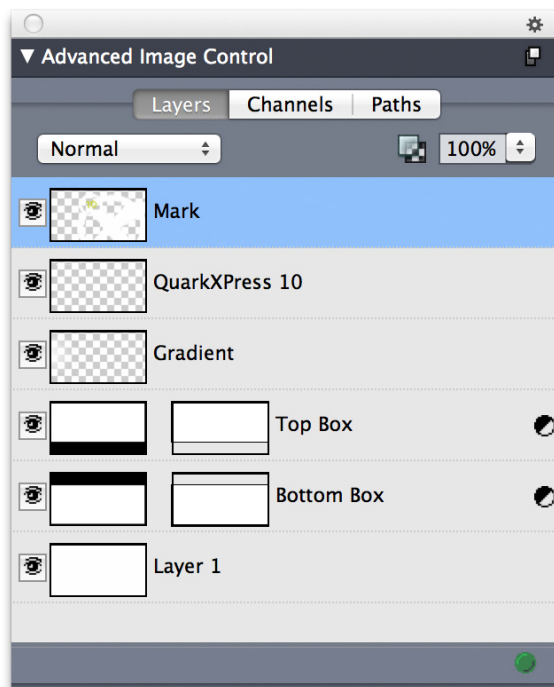 Advanced Image Control
Layers Channels Paths
Normal 100%
Mark
QuarkXPress 10
Gradient
Top Box
Bottom Box
Layer 1